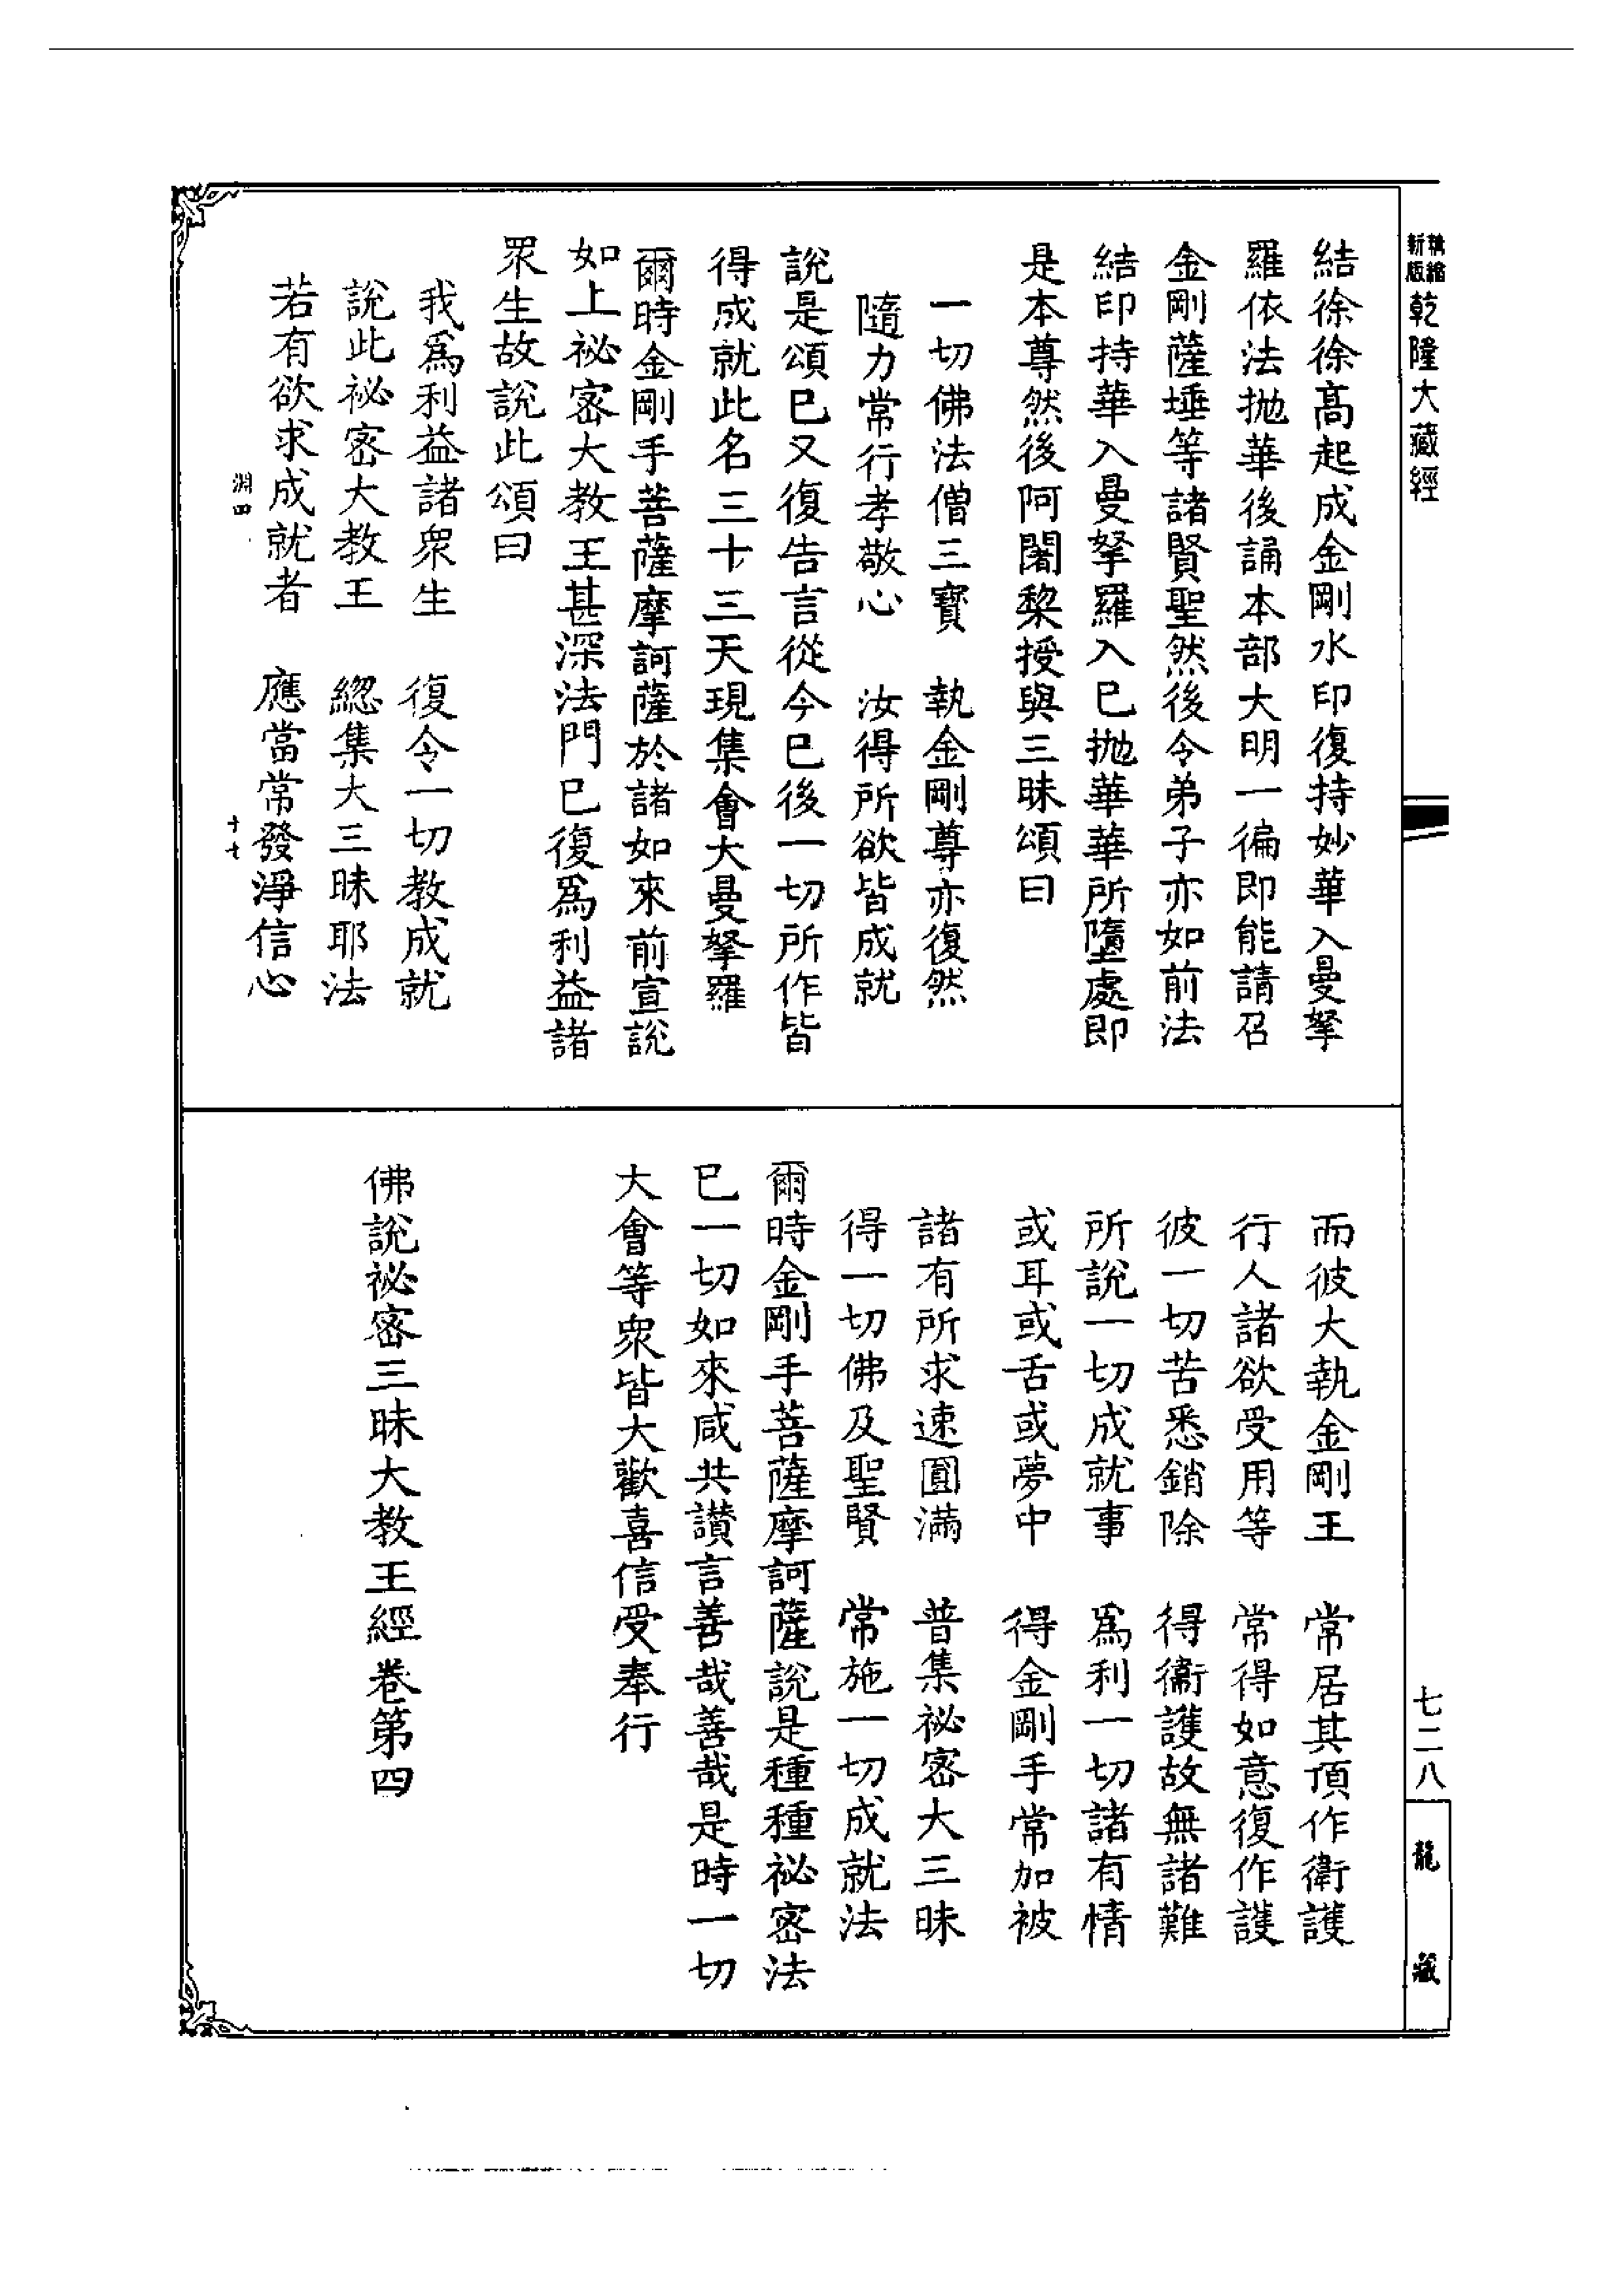 精縮新版乾隆大藏經
結徐徐高起成金剛水印復持妙華入曼拏
羅依法拋華後誦本部大明一徧即能請召
金剛薩埵等諸賢聖然後令弟子亦如前法
結印持華入曼拏羅入已拋華華所墮處即
是本尊然後阿闍棃授與三昧頌曰
一切佛法僧三寶　執金剛尊亦復然
隨力常行孝敬心　汝得所欲皆成就
說是頌已又復告言從今已後一切所作皆
得成就此名三十三天現集會大曼拏羅
爾時金剛手菩薩摩訶薩於諸如來前宣說
如上祕密大教王甚深法門已復爲利益諸
眾生故說此頌曰
我爲利益諸眾生　復令一切教成就
說此祕密大教王　總集大三昧耶法
若有欲求成就者　應當常發淨信心
淵四　十七
而彼大執金剛王　常居其頂作衛護
行人諸欲受用等　常得如意復作護
彼一切苦悉銷除　得衞護故無諸難
所說一切成就事　爲利一切諸有情
或耳或舌或夢中　得金剛手常加被
諸有所求速圓滿　普集祕密大三昧
得一切佛及聖賢　常施一切成就法
爾時金剛手菩薩摩訶薩說是種種祕密法
已一切如來咸共讚言善哉善哉是時一切
大會等眾皆大歡喜信受奉行
佛說祕密三昧大教王經卷第四
七二八
龍藏